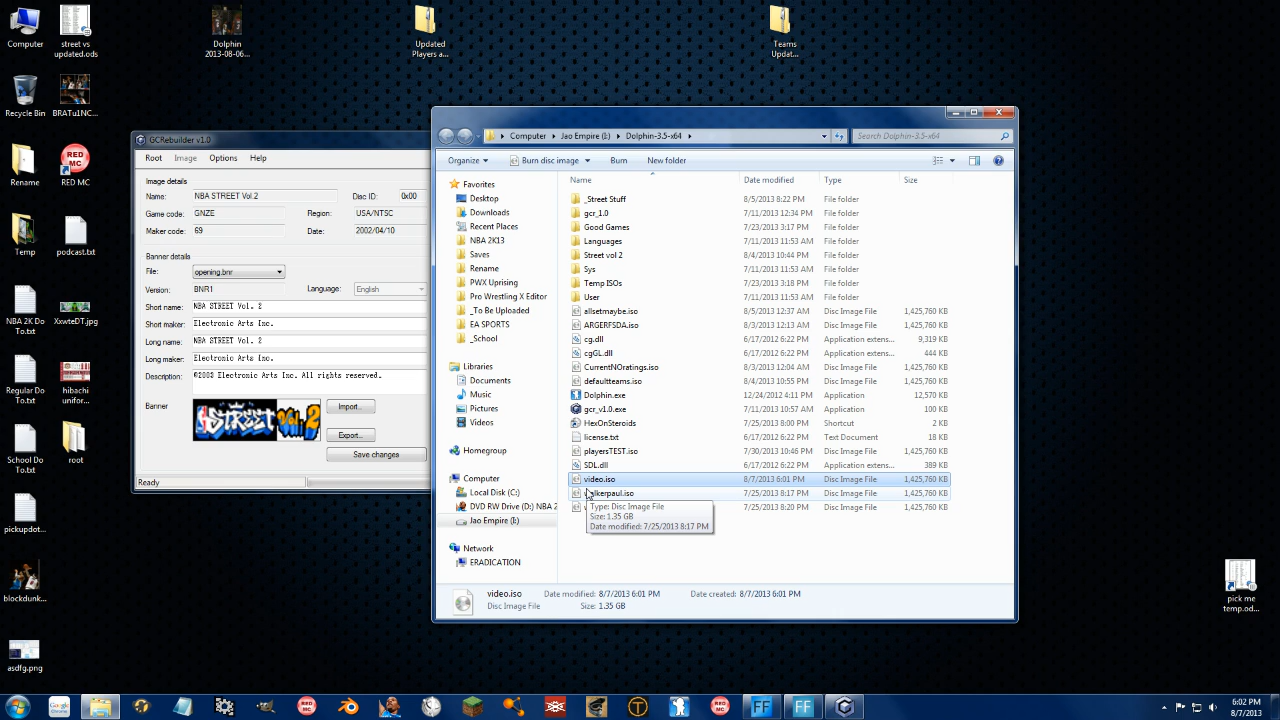 Computer
street vs
updated.ods
Dolphin
2013-08-06...
Updated
Players a...
Teams
Updat...
Recycle Bin
BRATu1NC...
Rename
RED MC
Temp
podcast.txt
NBA 2K Do
To.txt
XxwteDT.jpg
Regular Do
To.txt
hibachi
unifor...
School Do
To.txt
root
pickupdot...
blockdunk...
asdfg.png
pick me
temp.od...
GCRebuilder v1.0
Root Image Options Help
Image details
Name: NBA STREET Vol.2 Disc ID: 0x00
Game code: GNZE Region: USA/NTSC
Maker code: 69 Date: 2002/04/10
Banner details
File: opening.bnr
Version: BNR1 Language: English
Short name: NBA STREET Vol. 2
Short maker: Electronic Arts Inc.
Long name: NBA STREET Vol. 2
Long maker: Electronic Arts Inc.
Description: ©2003 Electronic Arts Inc. All rights reserved.
Banner STREET vol.2 Import...
Export...
Save changes
Ready
Computer Jao Empire (I:) Dolphin-3.5-x64 Search Dolphin-3.5-x64
Organize Burn disc image Burn New folder
Favorites
Desktop
Downloads
Recent Places
NBA 2K13
Saves
Rename
PWX Uprising
Pro Wrestling X Editor
_To Be Uploaded
EA SPORTS
_School
Libraries
Documents
Music
Pictures
Videos
Homegroup
Computer
Local Disk (C:)
DVD RW Drive (D:) NBA 2
Jao Empire (I:)
Network
ERADICATION
Name Date modified Type Size
_Street Stuff 8/5/2013 8:22 PM File folder
gcr_1.0 7/11/2013 12:34 PM File folder
Good Games 7/23/2013 3:17 PM File folder
Languages 7/11/2013 11:53 AM File folder
Street vol 2 8/4/2013 10:44 PM File folder
Sys 7/11/2013 11:53 AM File folder
Temp ISOs 7/23/2013 3:18 PM File folder
User 7/11/2013 11:53 AM File folder
allsetmaybe.iso 8/5/2013 12:37 AM Disc Image File 1,425,760 KB
ARGERFSDA.iso 8/3/2013 12:13 AM Disc Image File 1,425,760 KB
cg.dll 6/17/2012 6:22 PM Application extens... 9,319 KB
cgGL.dll 6/17/2012 6:22 PM Application extens... 444 KB
CurrentNOratings.iso 8/3/2013 12:04 AM Disc Image File 1,425,760 KB
defaultteams.iso 8/4/2013 10:55 PM Disc Image File 1,425,760 KB
Dolphin.exe 12/24/2012 4:11 PM Application 12,570 KB
gcr_v1.0.exe 7/11/2013 10:57 AM Application 100 KB
HexOnSteroids 7/25/2013 8:00 PM Shortcut 2 KB
license.txt 6/17/2012 6:22 PM Text Document 18 KB
playersTEST.iso 7/30/2013 10:46 PM Disc Image File 1,425,760 KB
SDL.dll 6/17/2012 6:22 PM Application extens... 389 KB
video.iso 8/7/2013 6:01 PM Disc Image File 1,425,760 KB
walkerpaul.iso 7/25/2013 8:17 PM Disc Image File 1,425,760 KB
7/25/2013 8:20 PM Disc Image File 1,425,760 KB
Type: Disc Image File
Size: 1.35 GB
Date modified: 7/25/2013 8:17 PM
video.iso Date modified: 8/7/2013 6:01 PM Date created: 8/7/2013 6:01 PM
Disc Image File Size: 1.35 GB
Google
RED MC
RED MC
FF
FF
6:02 PM
8/7/2013